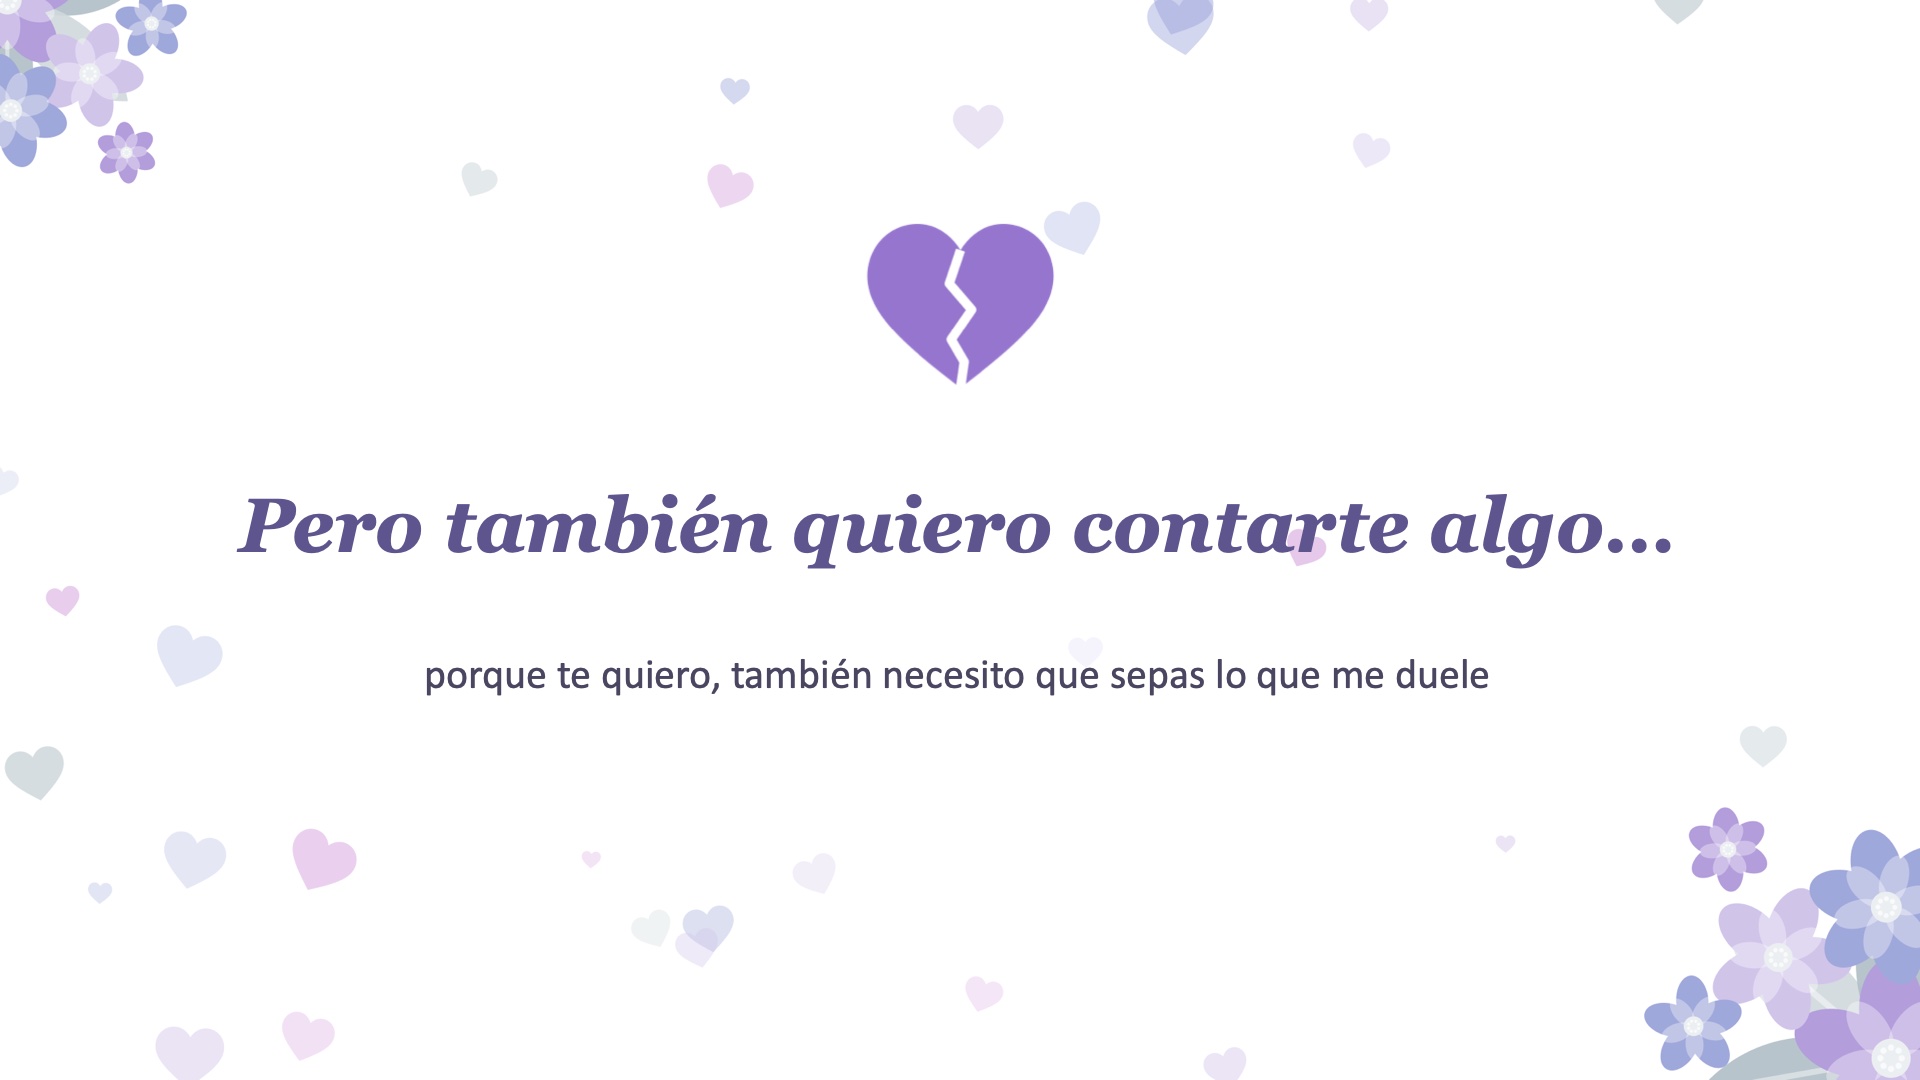 Pero también quiero contarte algo...
porque te quiero, también necesito que sepas lo que me duele